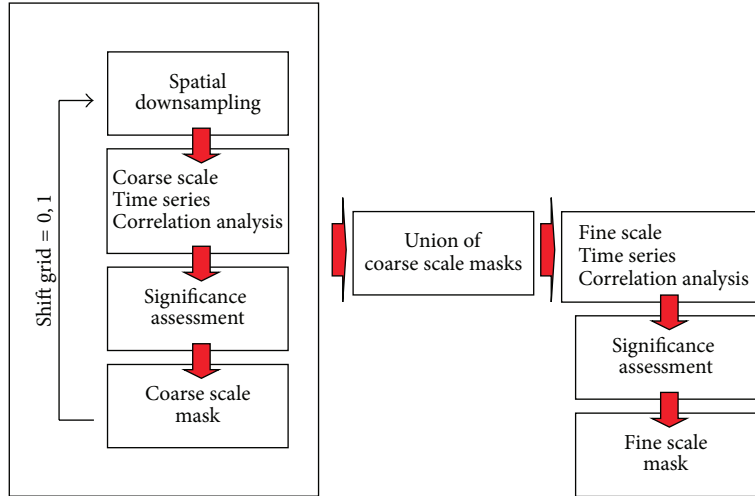 Shift grid = 0, 1
Spatial
downsampling
Coarse scale
Time series
Correlation analysis
Significance
assessment
Coarse scale
mask
Union of
coarse scale masks
Fine scale
Time series
Correlation analysis
Significance
assessment
Fine scale
mask